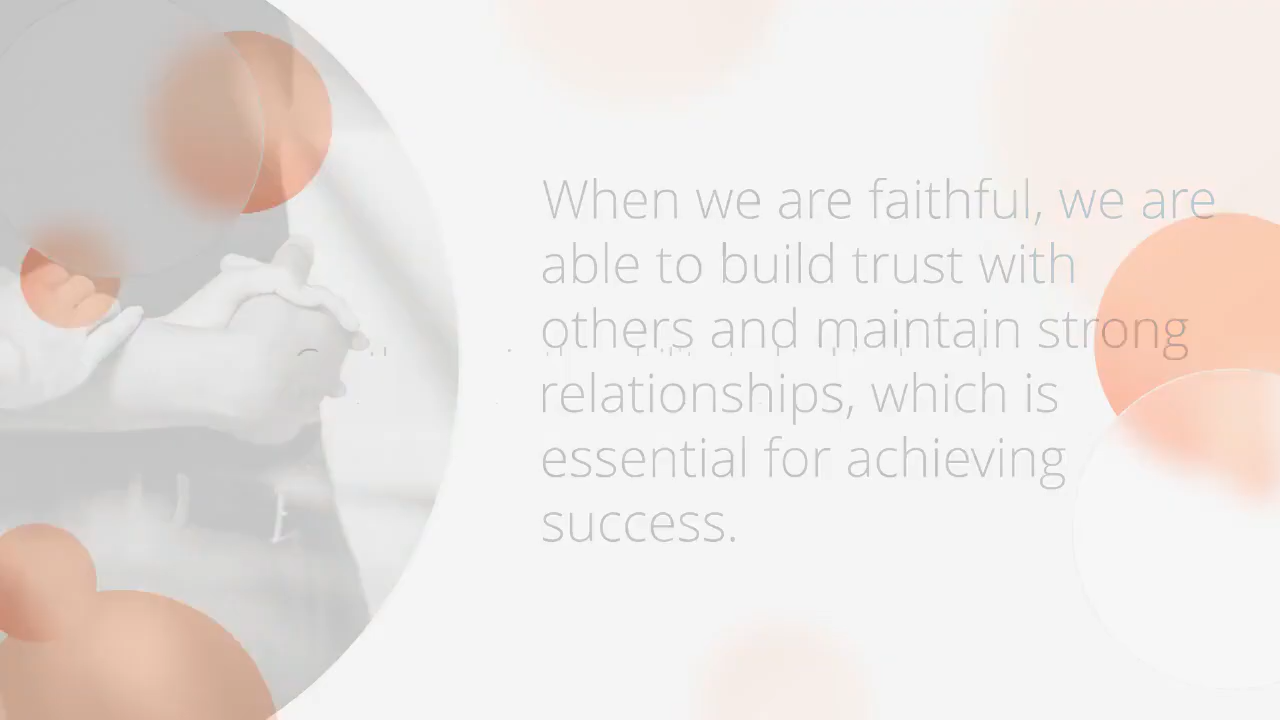 When we are faithful, we are
able to build trust with
others and maintain strong
relationships, which is
essential for achieving
success.